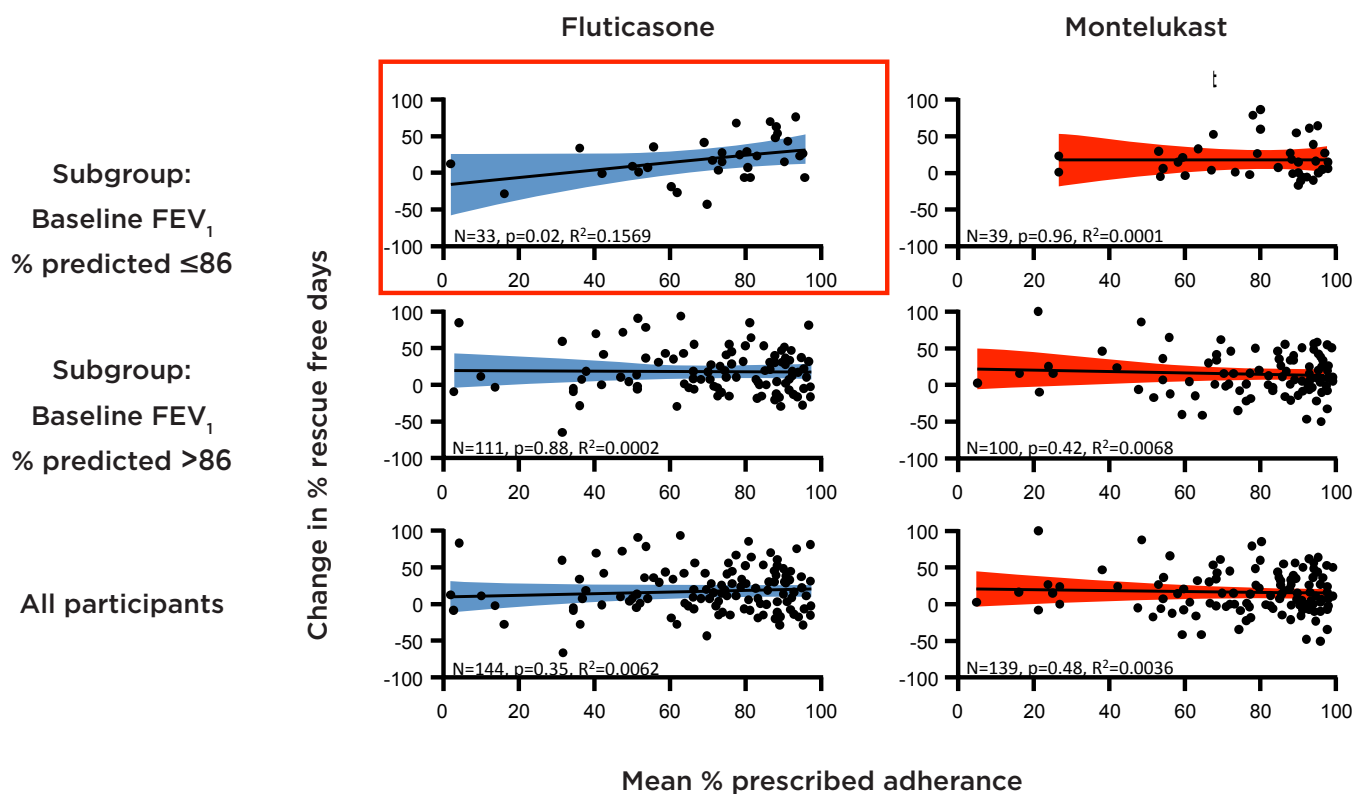 Fluticasone
Montelukast
t
Subgroup:
Baseline FEV₁
% predicted ≤86
Change in % rescue free days
100
50
0
-50
-100
N=33, p=0.02, R²=0.1569
0 20 40 60 80 100
100
50
0
-50
-100
N=39, p=0.96, R²=0.0001
0 20 40 60 80 100
Subgroup:
Baseline FEV₁
% predicted >86
100
50
0
-50
-100
N=111, p=0.88, R²=0.0002
0 20 40 60 80 100
100
50
0
-50
-100
N=100, p=0.42, R²=0.0068
0 20 40 60 80 100
All participants
100
50
0
-50
-100
N=144, p=0.35, R²=0.0062
0 20 40 60 80 100
100
50
0
-50
-100
N=139, p=0.48, R²=0.0036
0 20 40 60 80 100
Mean % prescribed adherance